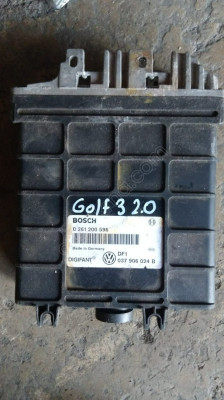 Golf 3 2.0
BOSCH
0 261 200 596
Made in Germany
DIGIFANT
DF1
037 906 024 B